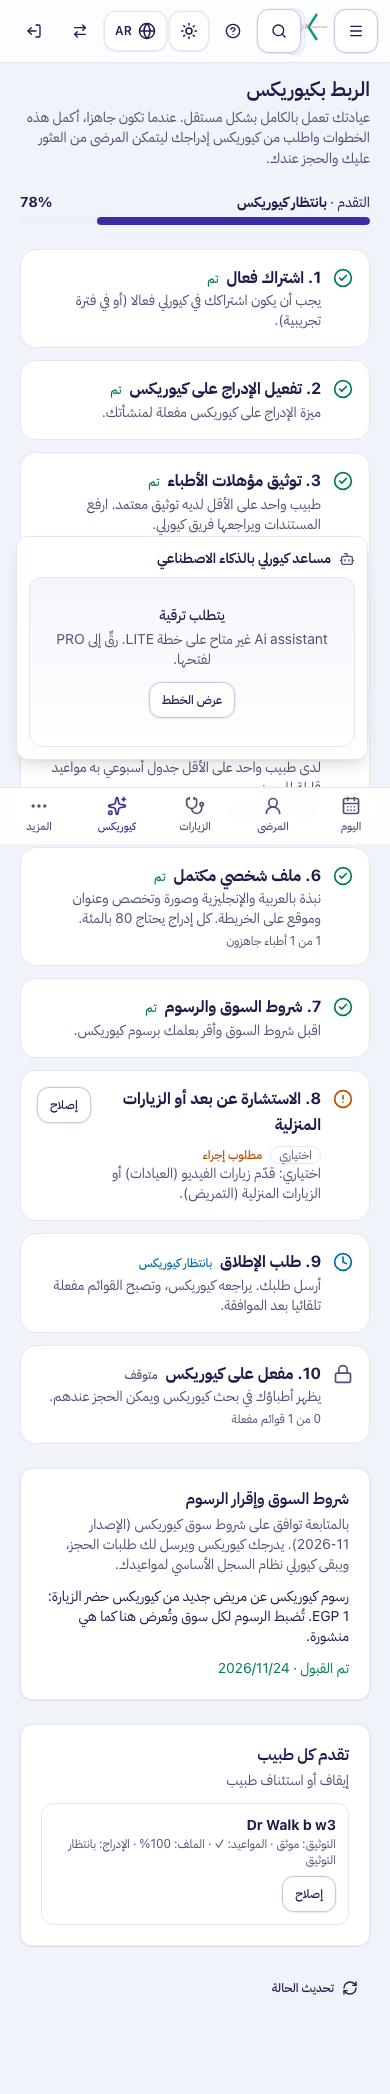 AR
الربط بكيوريكس
عيادتك تعمل بالكامل بشكل مستقل. عندما تكون جاهزا، أكمل هذه
الخطوات واطلب من كيوريكس إدراجك ليتمكن المرضى من العثور
عليك والحجز عندك.
التقدم · بانتظار كيوريكس
78%
1. اشتراك فعال تم
يجب أن يكون اشتراكك في كيورلي فعالا (أو في فترة
تجريبية).
2. تفعيل الإدراج على كيوريكس تم
ميزة الإدراج على كيوريكس مفعلة لمنشأتك.
3. توثيق مؤهلات الأطباء تم
طبيب واحد على الأقل لديه توثيق معتمد. ارفع
المستندات ويراجعها فريق كيورلي.
مساعد كيورلي بالذكاء الاصطناعي
يتطلب ترقية
Ai assistant غير متاح على خطة LITE. رقِّ إلى PRO
لفتحها.
عرض الخطط
لدى طبيب واحد على الأقل جدول أسبوعي به مواعيد
اليوم
المرضى
الزيارات
كيوريكس
المزيد
6. ملف شخصي مكتمل تم
نبذة بالعربية والإنجليزية وصورة وتخصص وعنوان
وموقع على الخريطة. كل إدراج يحتاج 80 بالمئة.
1 من 1 أطباء جاهزون
7. شروط السوق والرسوم تم
اقبل شروط السوق وأقر بعلمك برسوم كيوريكس.
8. الاستشارة عن بعد أو الزيارات
المنزلية
إصلاح
اختياري مطلوب إجراء
اختياري: قدّم زيارات الفيديو (العيادات) أو
الزيارات المنزلية (التمريض).
9. طلب الإطلاق بانتظار كيوريكس
أرسل طلبك. يراجعه كيوريكس، وتصبح القوائم مفعلة
تلقائيا بعد الموافقة.
10. مفعل على كيوريكس متوقف
يظهر أطباؤك في بحث كيوريكس ويمكن الحجز عندهم.
0 من 1 قوائم مفعلة
شروط السوق وإقرار الرسوم
بالمتابعة توافق على شروط سوق كيوريكس (الإصدار
2026-11). يدرجك كيوريكس ويرسل لك طلبات الحجز،
ويبقى كيورلي نظام السجل الأساسي لمواعيدك.
رسوم كيوريكس عن مريض جديد من كيوريكس حضر الزيارة:
EGP 1. تُضبط الرسوم لكل سوق وتُعرض هنا كما هي
منشورة.
تم القبول · 2026/11/24
تقدم كل طبيب
إيقاف أو استئناف طبيب
Dr Walk b w3
التوثيق: موثق · المواعيد: ✓ · الملف: 100% · الإدراج: بانتظار
التوثيق
إصلاح
تحديث الحالة